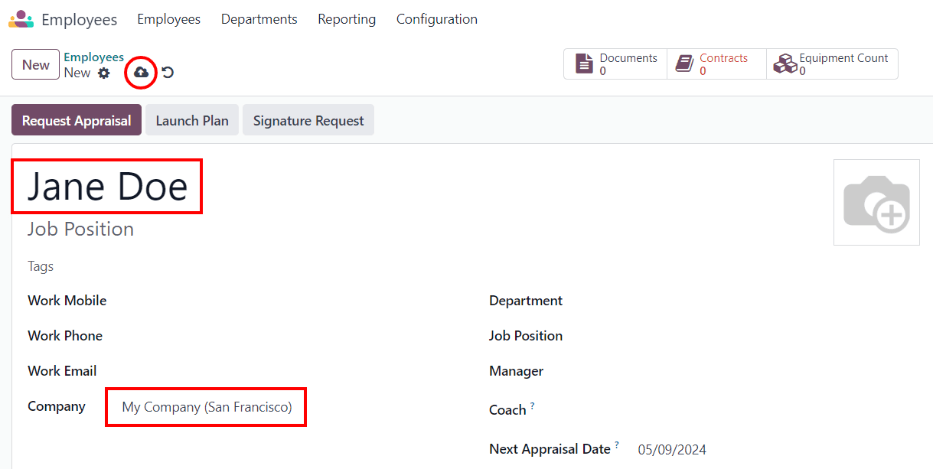 Employees Employees Departments Reporting Configuration
New Employees
New
Documents
0
Contracts
0
Equipment Count
0
Request Appraisal Launch Plan Signature Request
Jane Doe
Job Position
Tags
Work Mobile Department
Work Phone Job Position
Work Email Manager
Company My Company (San Francisco)
Coach ?
Next Appraisal Date ? 05/09/2024